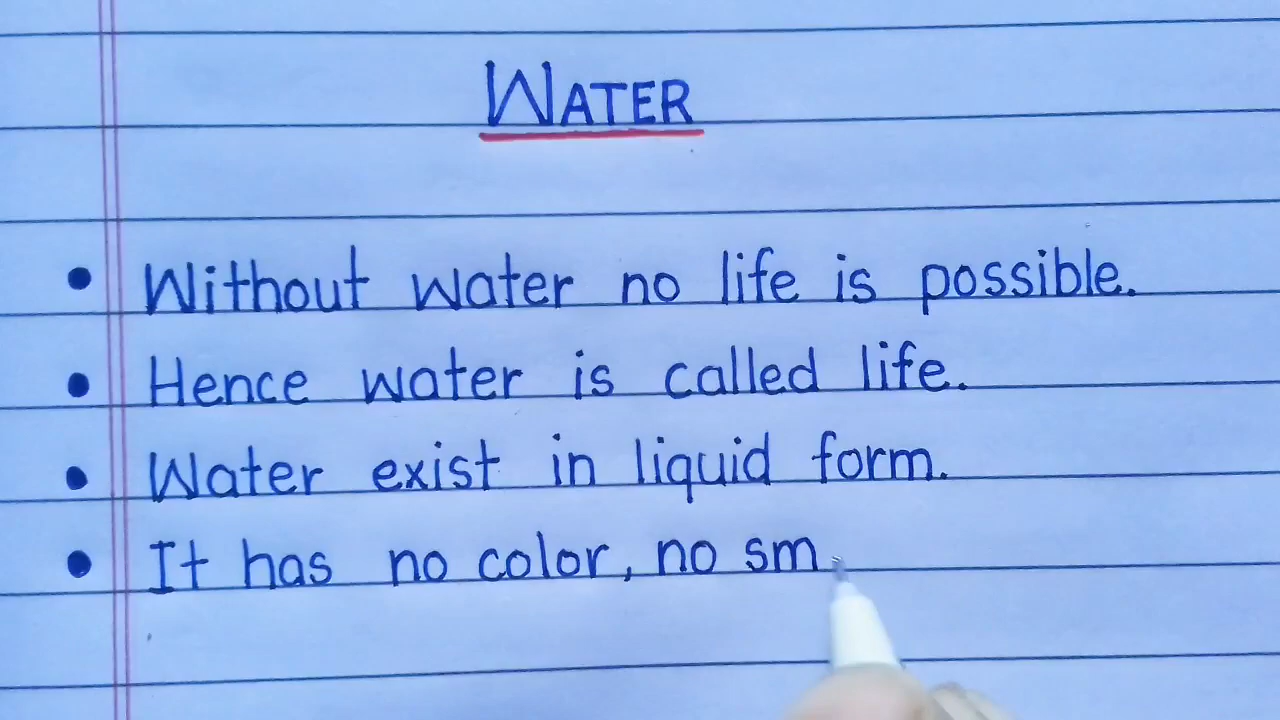 WATER
• Without water no life is possible.
• Hence water is called life.
• Water exist in liquid form.
• It has no color, no sm